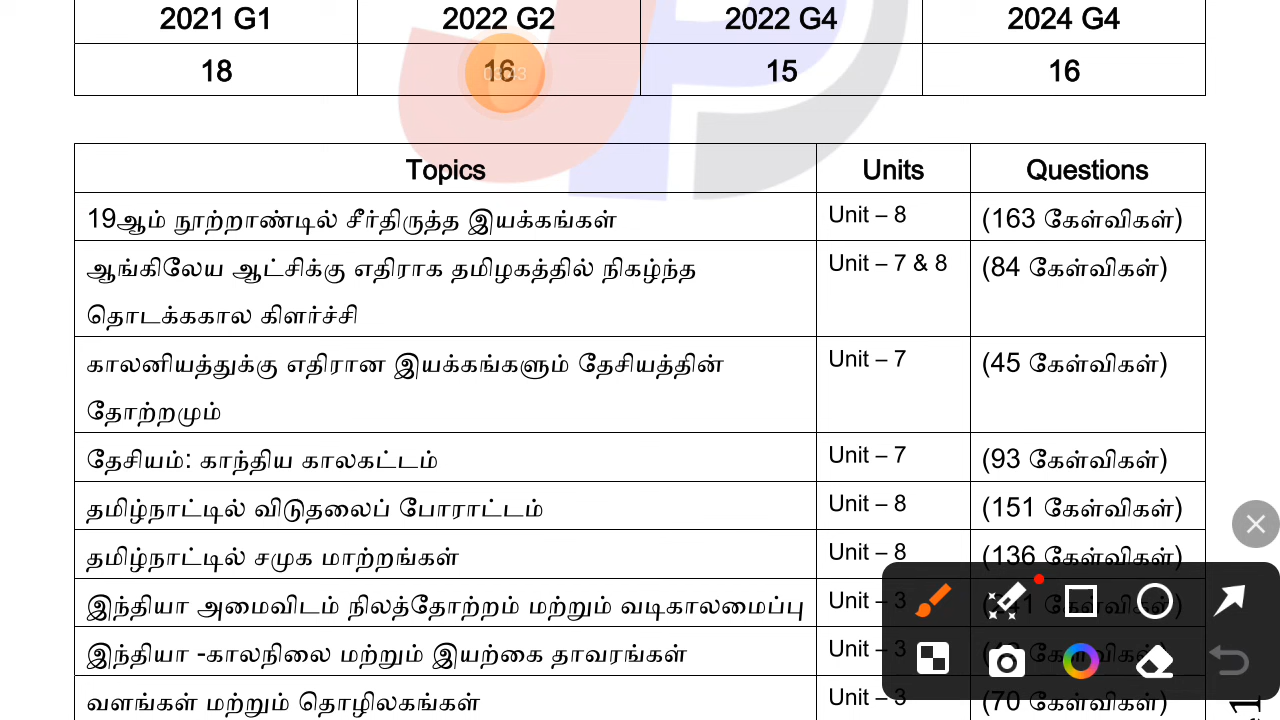 2021 G1 2022 G2 2022 G4 2024 G4
18 16 15 16
Topics Units Questions
19ஆம் நூற்றாண்டில் சீர்திருத்த இயக்கங்கள் Unit – 8 (163 கேள்விகள்)
ஆங்கிலேய ஆட்சிக்கு எதிராக தமிழகத்தில் நிகழ்ந்த Unit – 7 & 8 (84 கேள்விகள்)
தொடக்ககால கிளர்ச்சி
காலனியத்துக்கு எதிரான இயக்கங்களும் தேசியத்தின் Unit – 7 (45 கேள்விகள்)
தோற்றமும்
தேசியம்: காந்திய காலகட்டம் Unit – 7 (93 கேள்விகள்)
தமிழ்நாட்டில் விடுதலைப் போராட்டம் Unit – 8 (151 கேள்விகள்)
தமிழ்நாட்டில் சமுக மாற்றங்கள் Unit – 8 (136 கேள்விகள்)
இந்தியா அமைவிடம் நிலத்தோற்றம் மற்றும் வடிகாலமைப்பு Unit – 3
இந்தியா -காலநிலை மற்றும் இயற்கை தாவரங்கள் Unit – 3
வளங்கள் மற்றும் தொழிலகங்கள் Unit – 3 (70 கேள்விகள்)